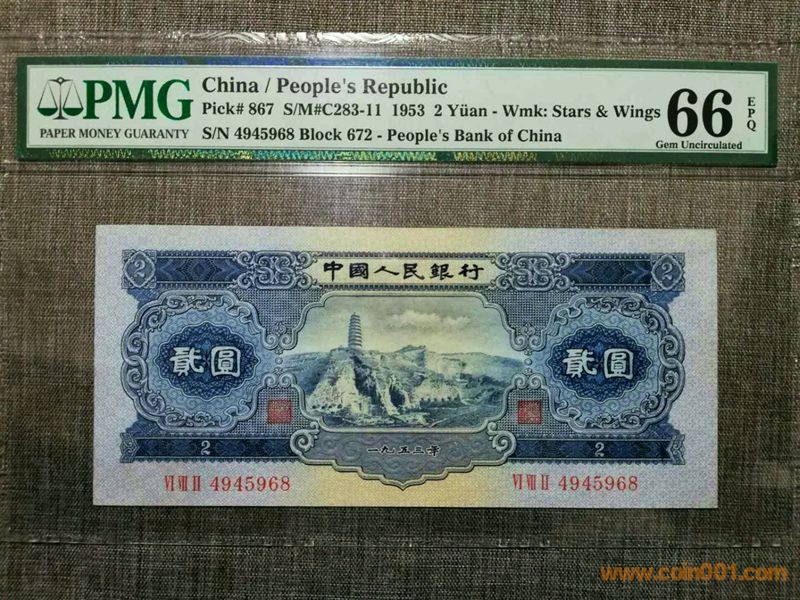 PMG
PAPER MONEY GUARANTY
China / People's Republic
Pick# 867 S/M#C283-11 1953 2 Yüan - Wmk: Stars & Wings
S/N 4945968 Block 672 - People's Bank of China
66 EPQ
Gem Uncirculated
中國人民銀行
2 2
貳圓 貳圓
2 2
一九五三年
VI VII II 4945968 VI VII II 4945968
www.coin001.com